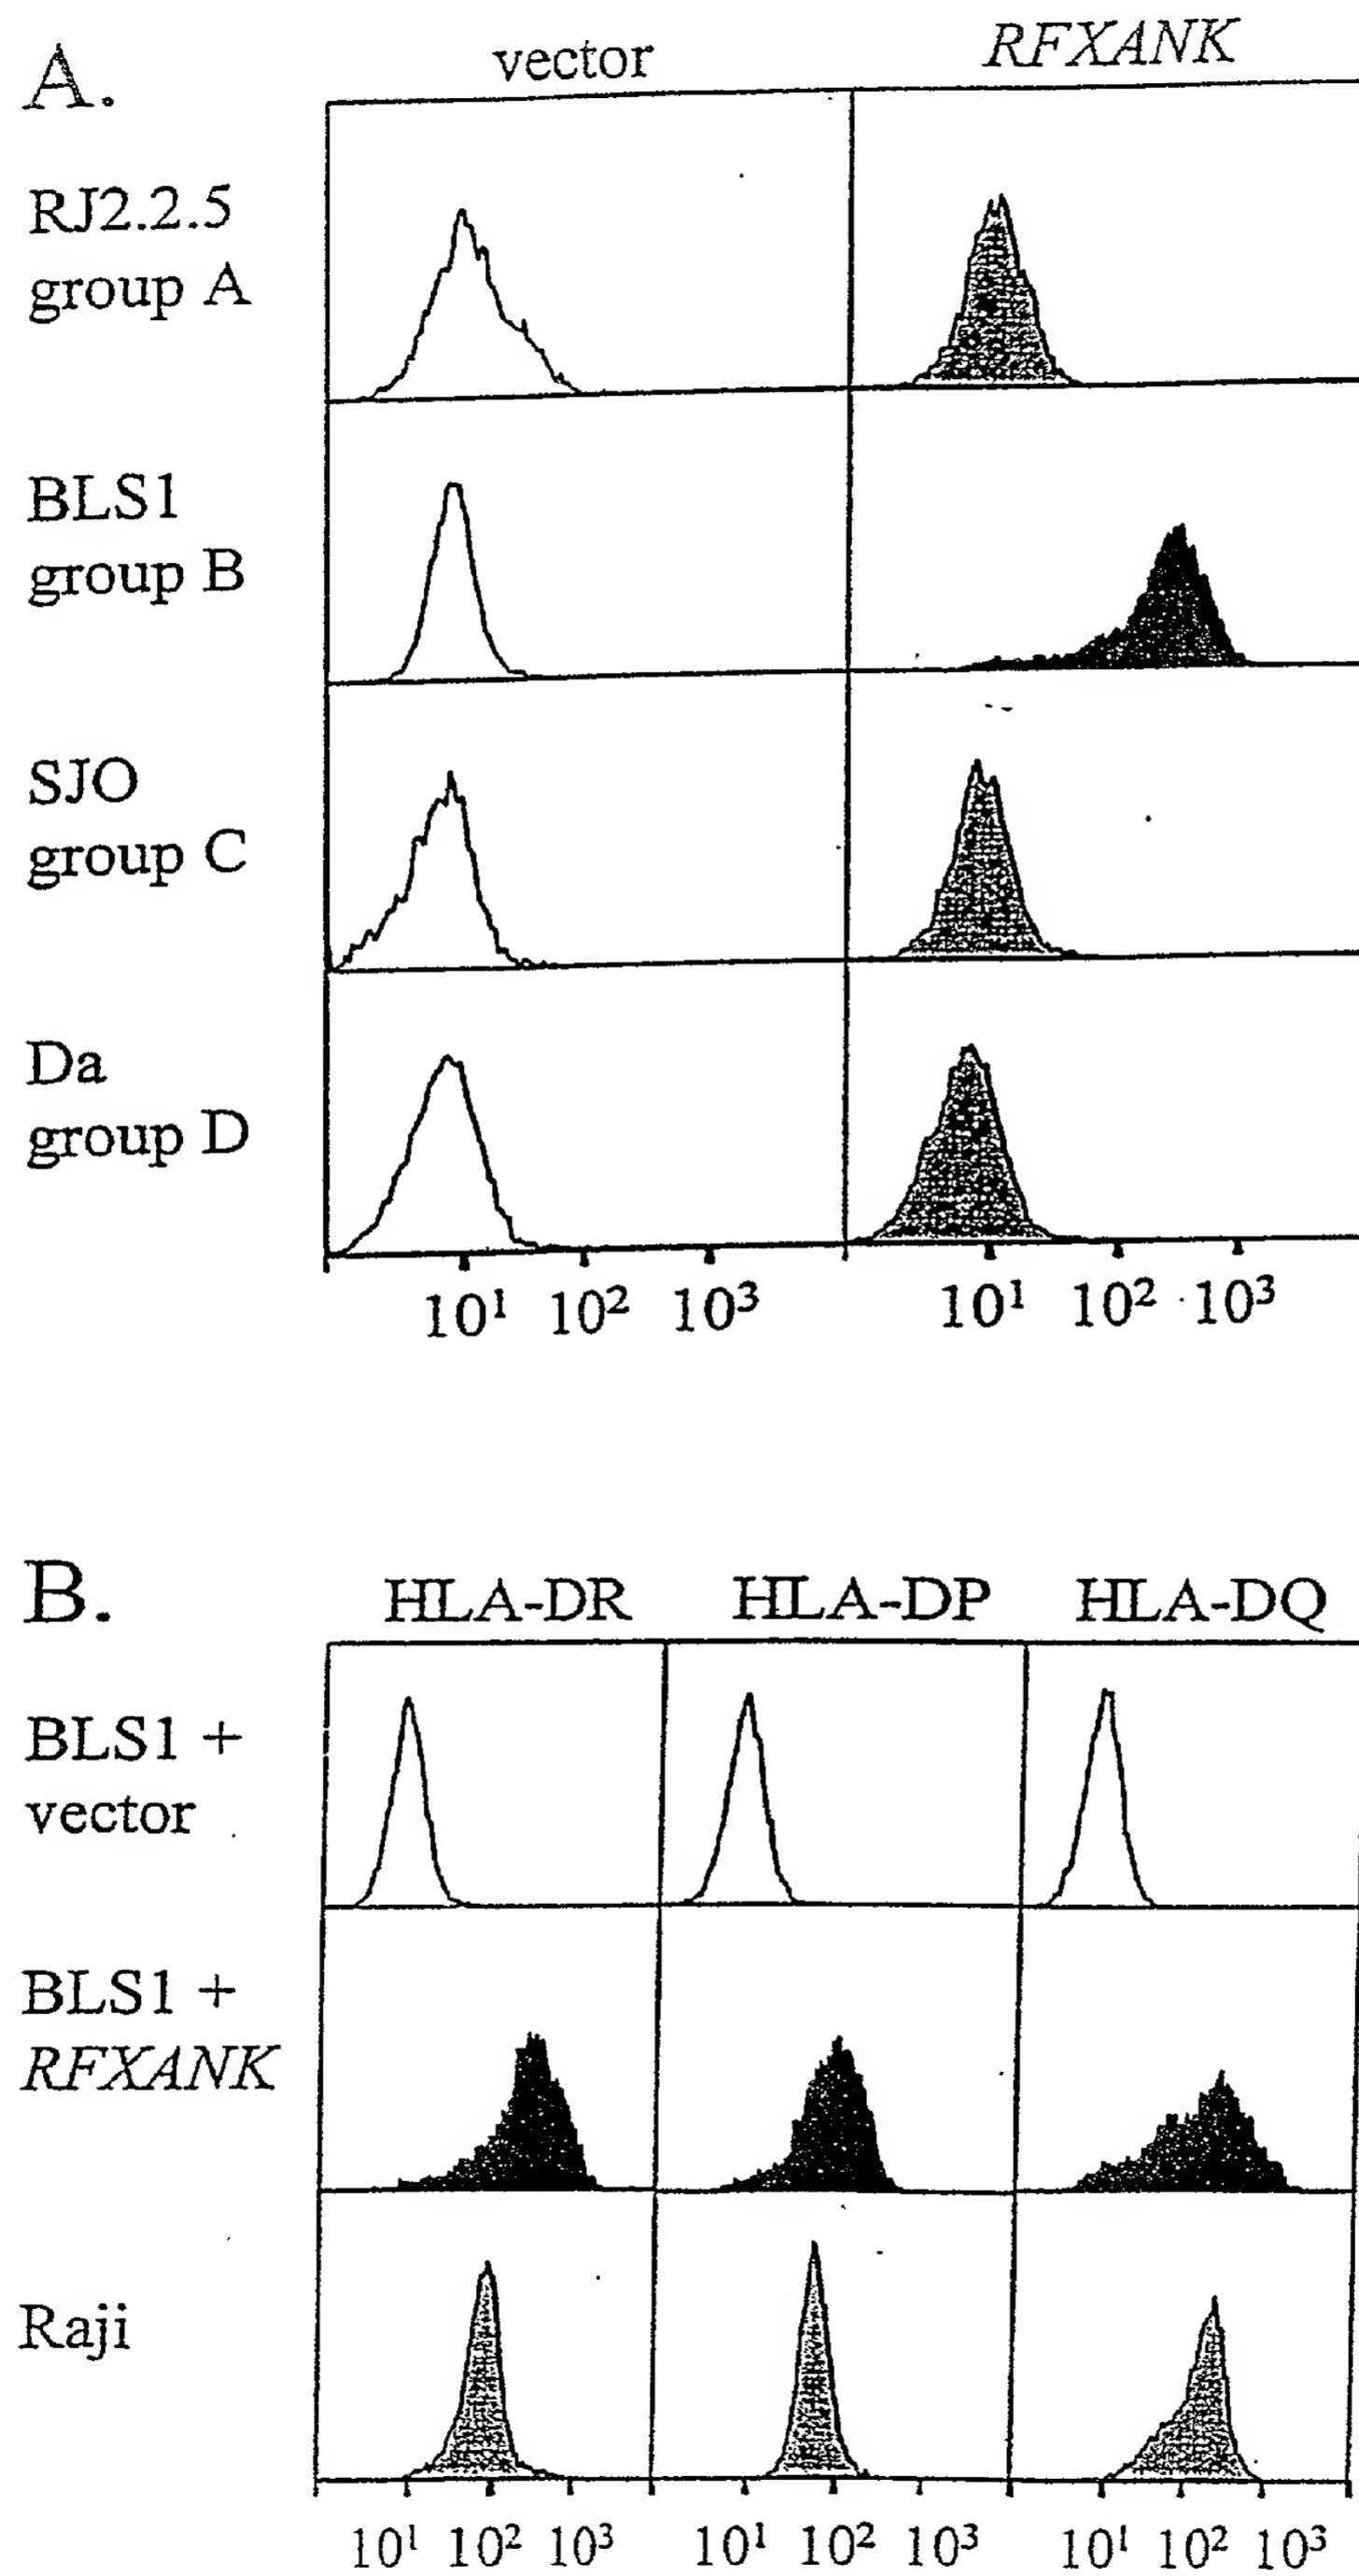 A.
vector RFXANK
RJ2.2.5
group A
BLS1
group B
SJO
group C
Da
group D
10¹ 10² 10³ 10¹ 10² 10³
B.
HLA-DR HLA-DP HLA-DQ
BLS1 +
vector
BLS1 +
RFXANK
Raji
10¹ 10² 10³ 10¹ 10² 10³ 10¹ 10² 10³